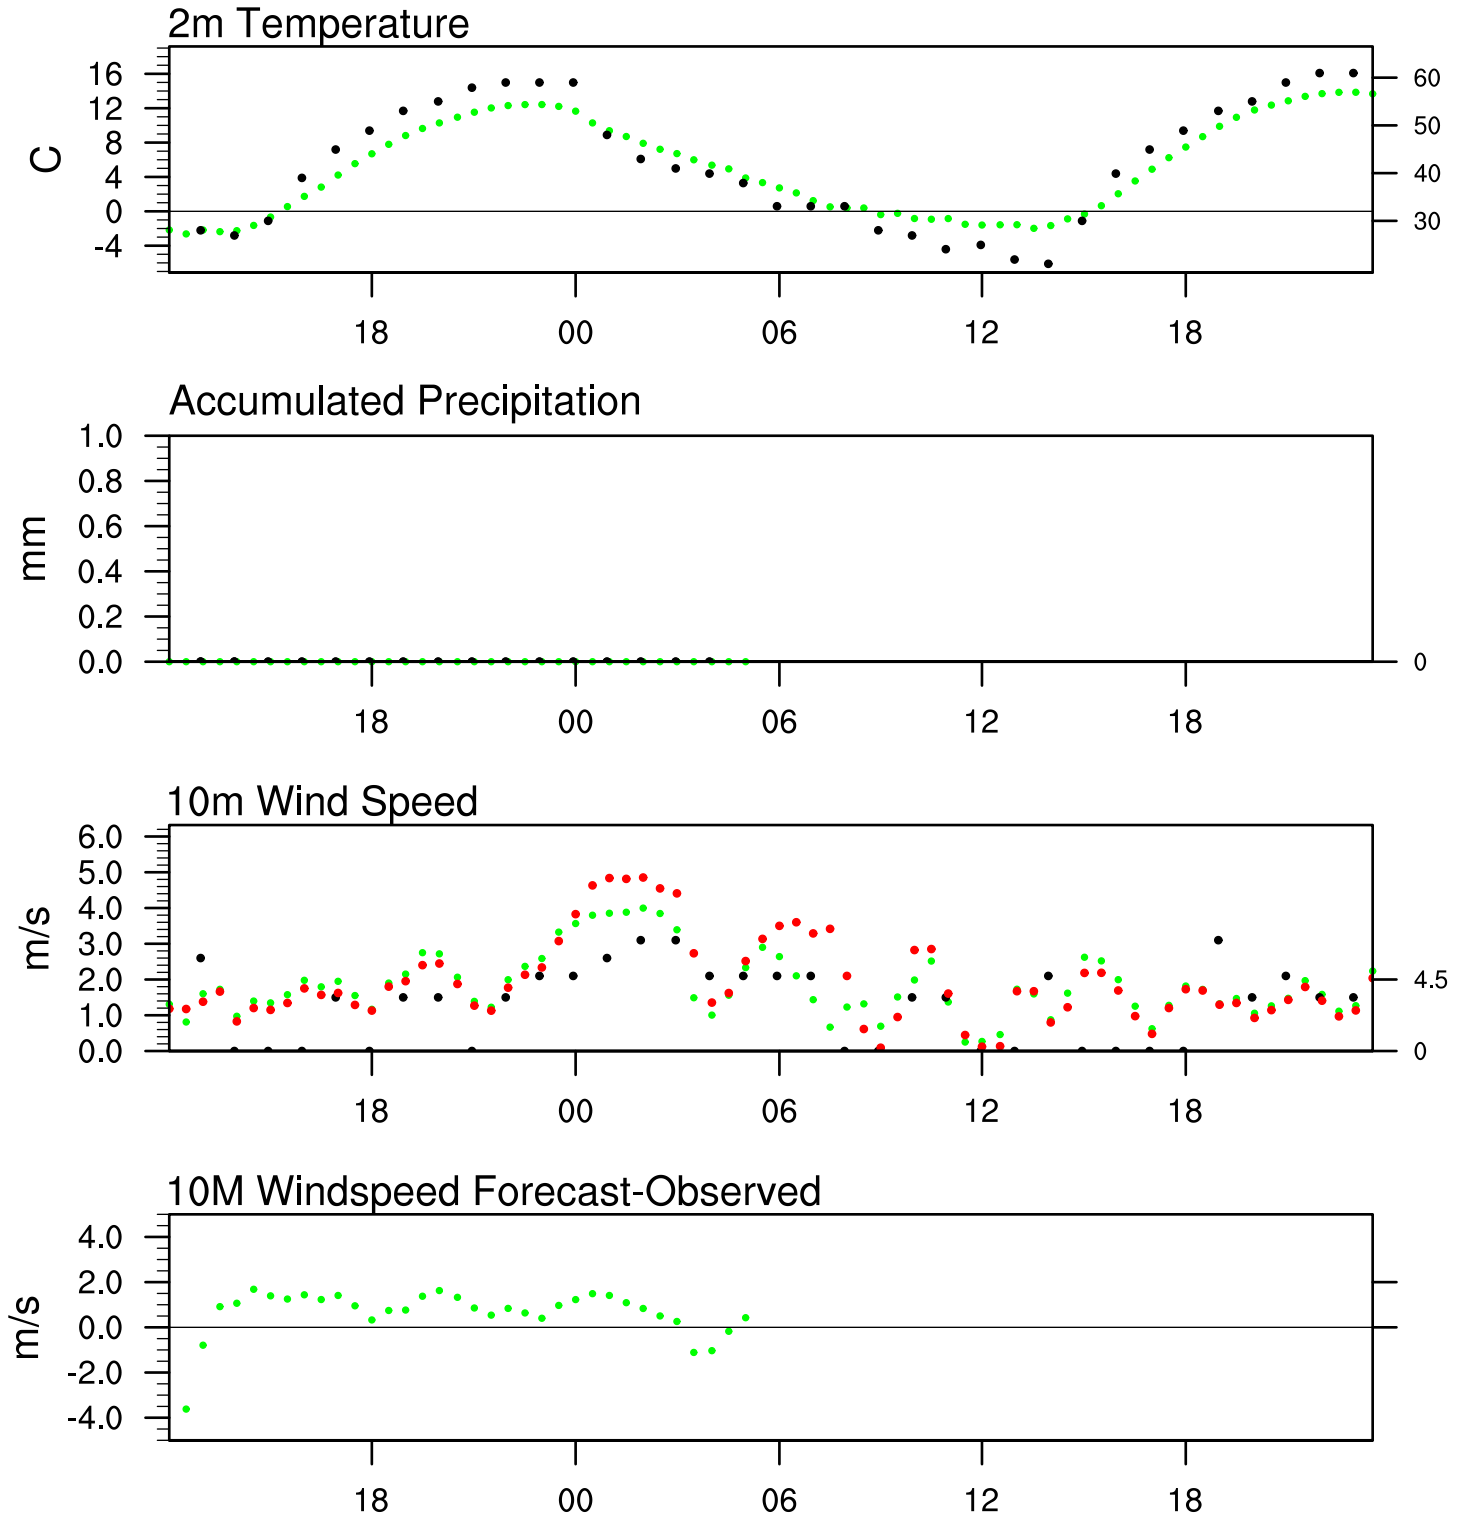 2m Temperature
16
12
8
4
0
-4
C
60
50
40
30
18 00 06 12 18
Accumulated Precipitation
1.0
0.8
0.6
0.4
0.2
0.0
mm
0
18 00 06 12 18
10m Wind Speed
6.0
5.0
4.0
3.0
2.0
1.0
0.0
m/s
4.5
0
18 00 06 12 18
10M Windspeed Forecast-Observed
4.0
2.0
0.0
-2.0
-4.0
m/s
18 00 06 12 18